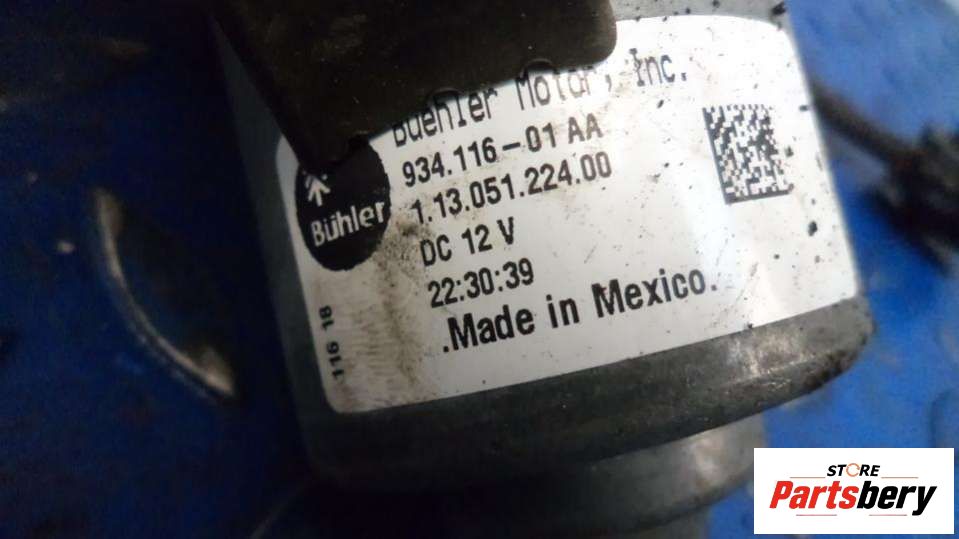 Buehler Motor, Inc.
934.116-01 AA
1.13.051.224.00
DC 12 V
22:30:39
.Made in Mexico.
Bühler
116 18
STORE
Partsbery